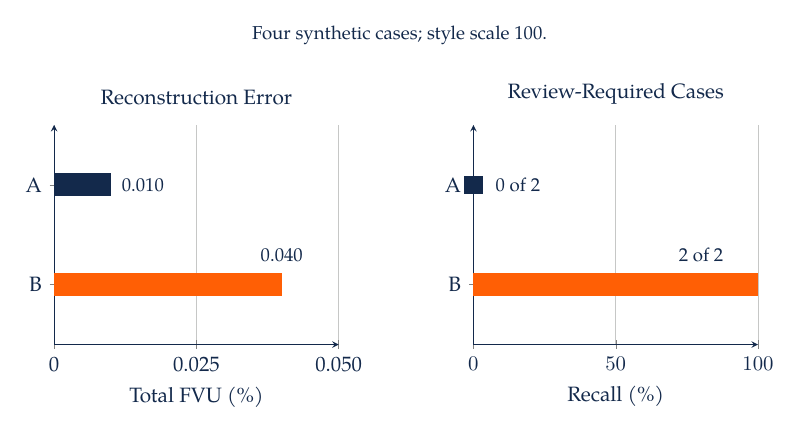 Four synthetic cases; style scale 100.
Reconstruction Error
A
0.010
0.040
B
0
0.025
0.050
Total FVU (%)
Review-Required Cases
A
0 of 2
2 of 2
B
0
50
100
Recall (%)